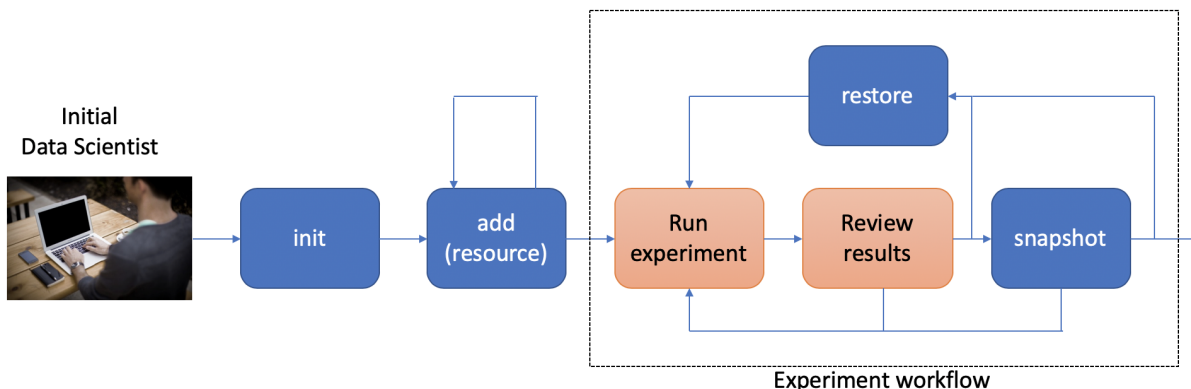 Initial
Data Scientist
init
add
(resource)
restore
Run
experiment
Review
results
snapshot
Experiment workflow